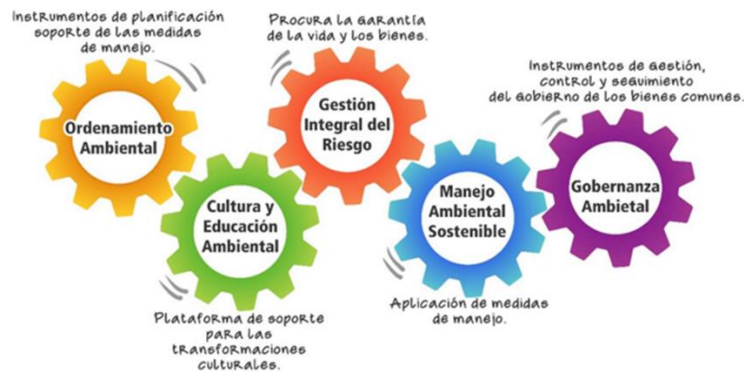 Instrumentos de planificación
soporte de las medidas
de manejo.
Ordenamiento
Ambiental
Cultura y
Educación
Ambiental
Plataforma de soporte
para las
transformaciones
culturales.
Procura la garantía
de la vida y los bienes.
Gestión
Integral del
Riesgo
Manejo
Ambiental
Sostenible
Aplicación de medidas
de manejo.
Instrumentos de gestión,
control y seguimiento
del gobierno de los bienes comunes.
Gobernanza
Ambietal